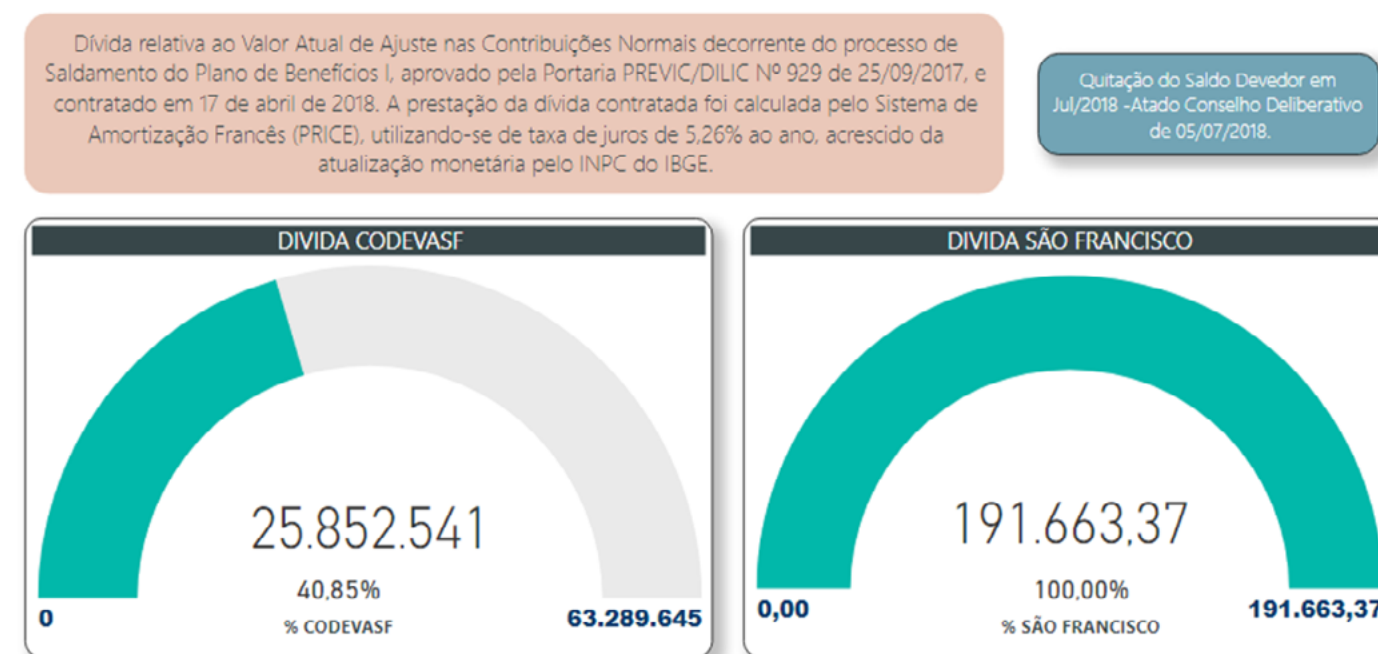 Dívida relativa ao Valor Atual de Ajuste nas Contribuições Normais decorrente do processo de
Saldamento do Plano de Benefícios I, aprovado pela Portaria PREVIC/DILIC Nº 929 de 25/09/2017, e
contratado em 17 de abril de 2018. A prestação da dívida contratada foi calculada pelo Sistema de
Amortização Francês (PRICE), utilizando-se de taxa de juros de 5,26% ao ano, acrescido da
atualização monetária pelo INPC do IBGE.
Quitação do Saldo Devedor em
Jul/2018 -Atado Conselho Deliberativo
de 05/07/2018.
DIVIDA CODEVASF
25.852.541
40,85%
% CODEVASF
0
63.289.645
DIVIDA SÃO FRANCISCO
191.663,37
100,00%
% SÃO FRANCISCO
0,00
191.663,37